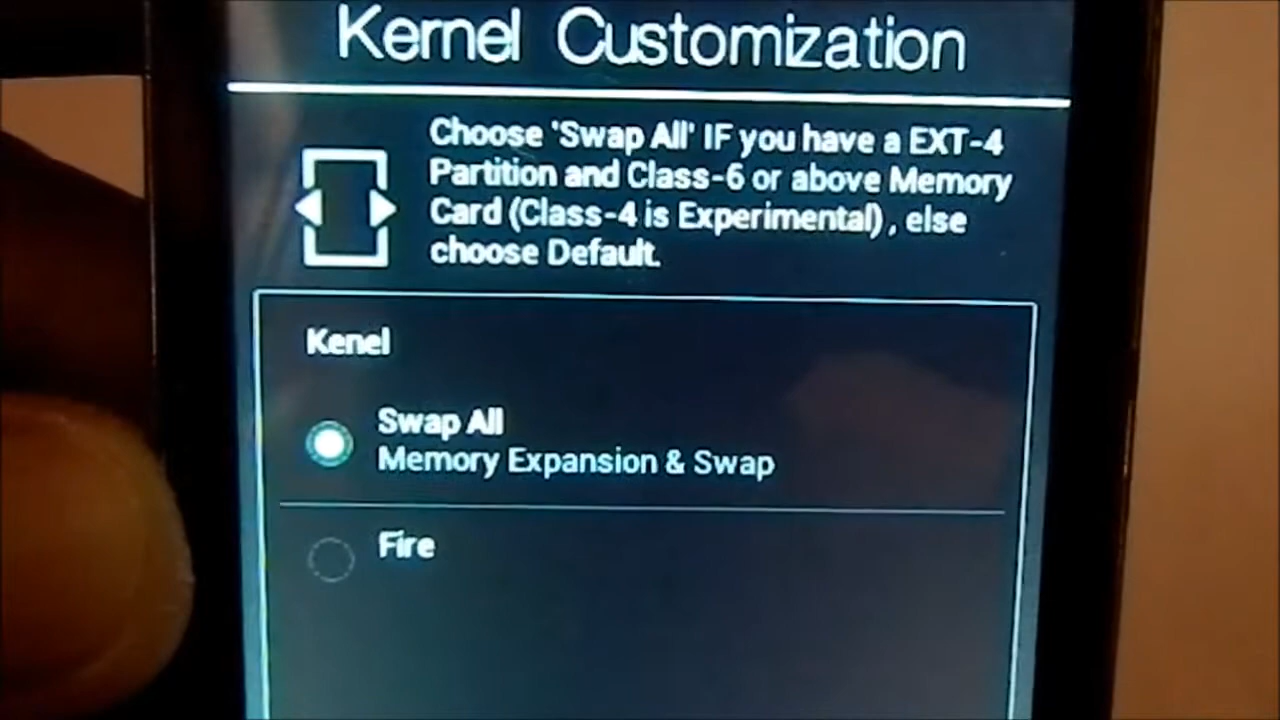 Kernel Customization
Choose 'Swap All' IF you have a EXT-4
Partition and Class-6 or above Memory
Card (Class-4 is Experimental) , else
choose Default.
Kenel
Swap All
Memory Expansion & Swap
Fire